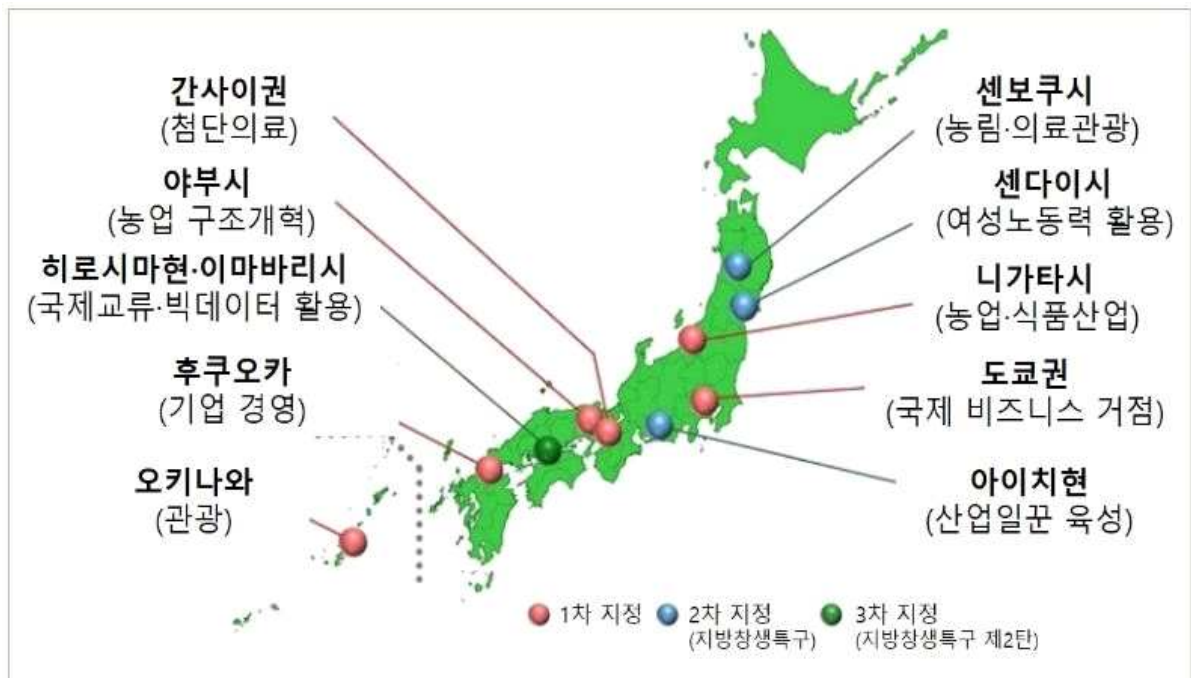 간사이권
(첨단의료)
야부시
(농업 구조개혁)
히로시마현·이마바리시
(국제교류·빅데이터 활용)
후쿠오카
(기업 경영)
오키나와
(관광)
센보쿠시
(농림·의료관광)
센다이시
(여성노동력 활용)
니가타시
(농업·식품산업)
도쿄권
(국제 비즈니스 거점)
아이치현
(산업일꾼 육성)
1차 지정
2차 지정
(지방창생특구)
3차 지정
(지방창생특구 제2탄)